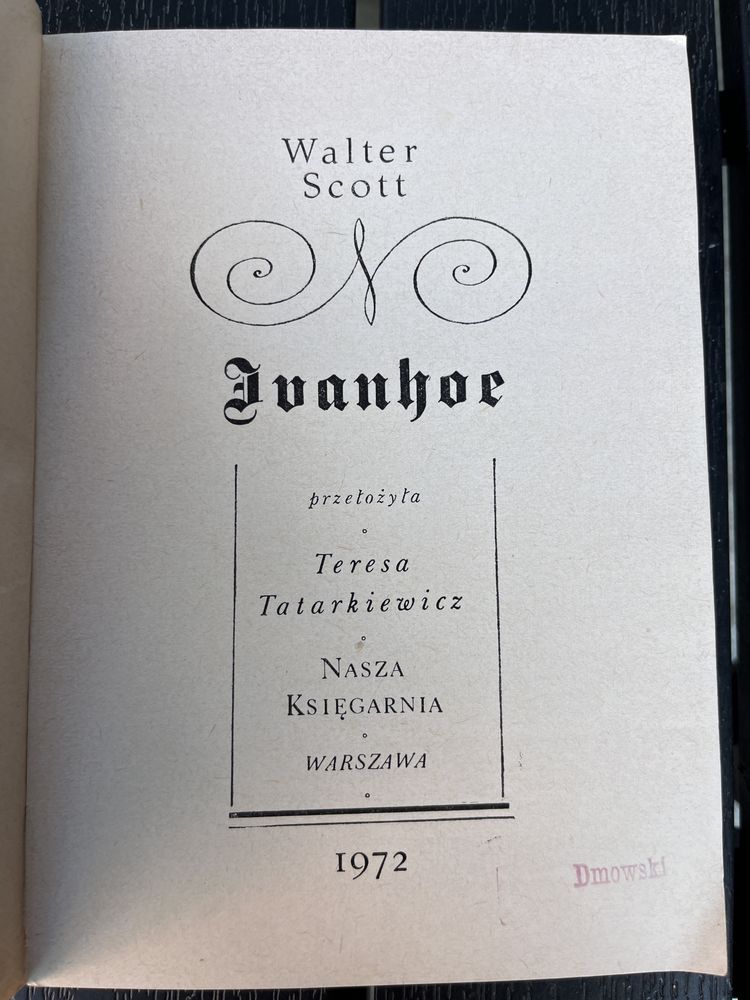 Walter
Scott
Ivanhoe
przełożyła
Teresa
Tatarkiewicz
NASZA
KSIĘGARNIA
WARSZAWA
1972
Dmowski